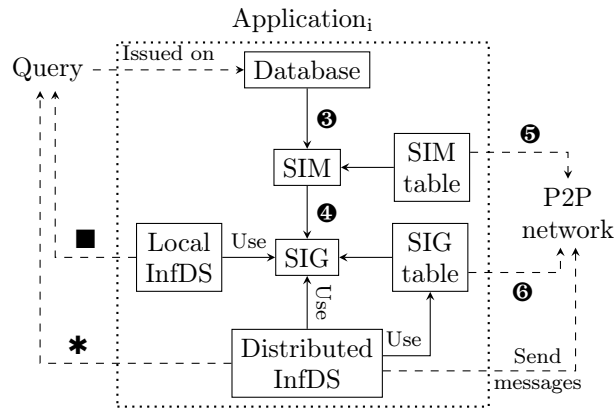 Application_i
Issued on
Query
Database
❸
SIM
SIM
table
❺
P2P
network
❹
■
Local
InfDS
Use
SIG
SIG
table
❻
Use
✱
Distributed
InfDS
Use
Send
messages